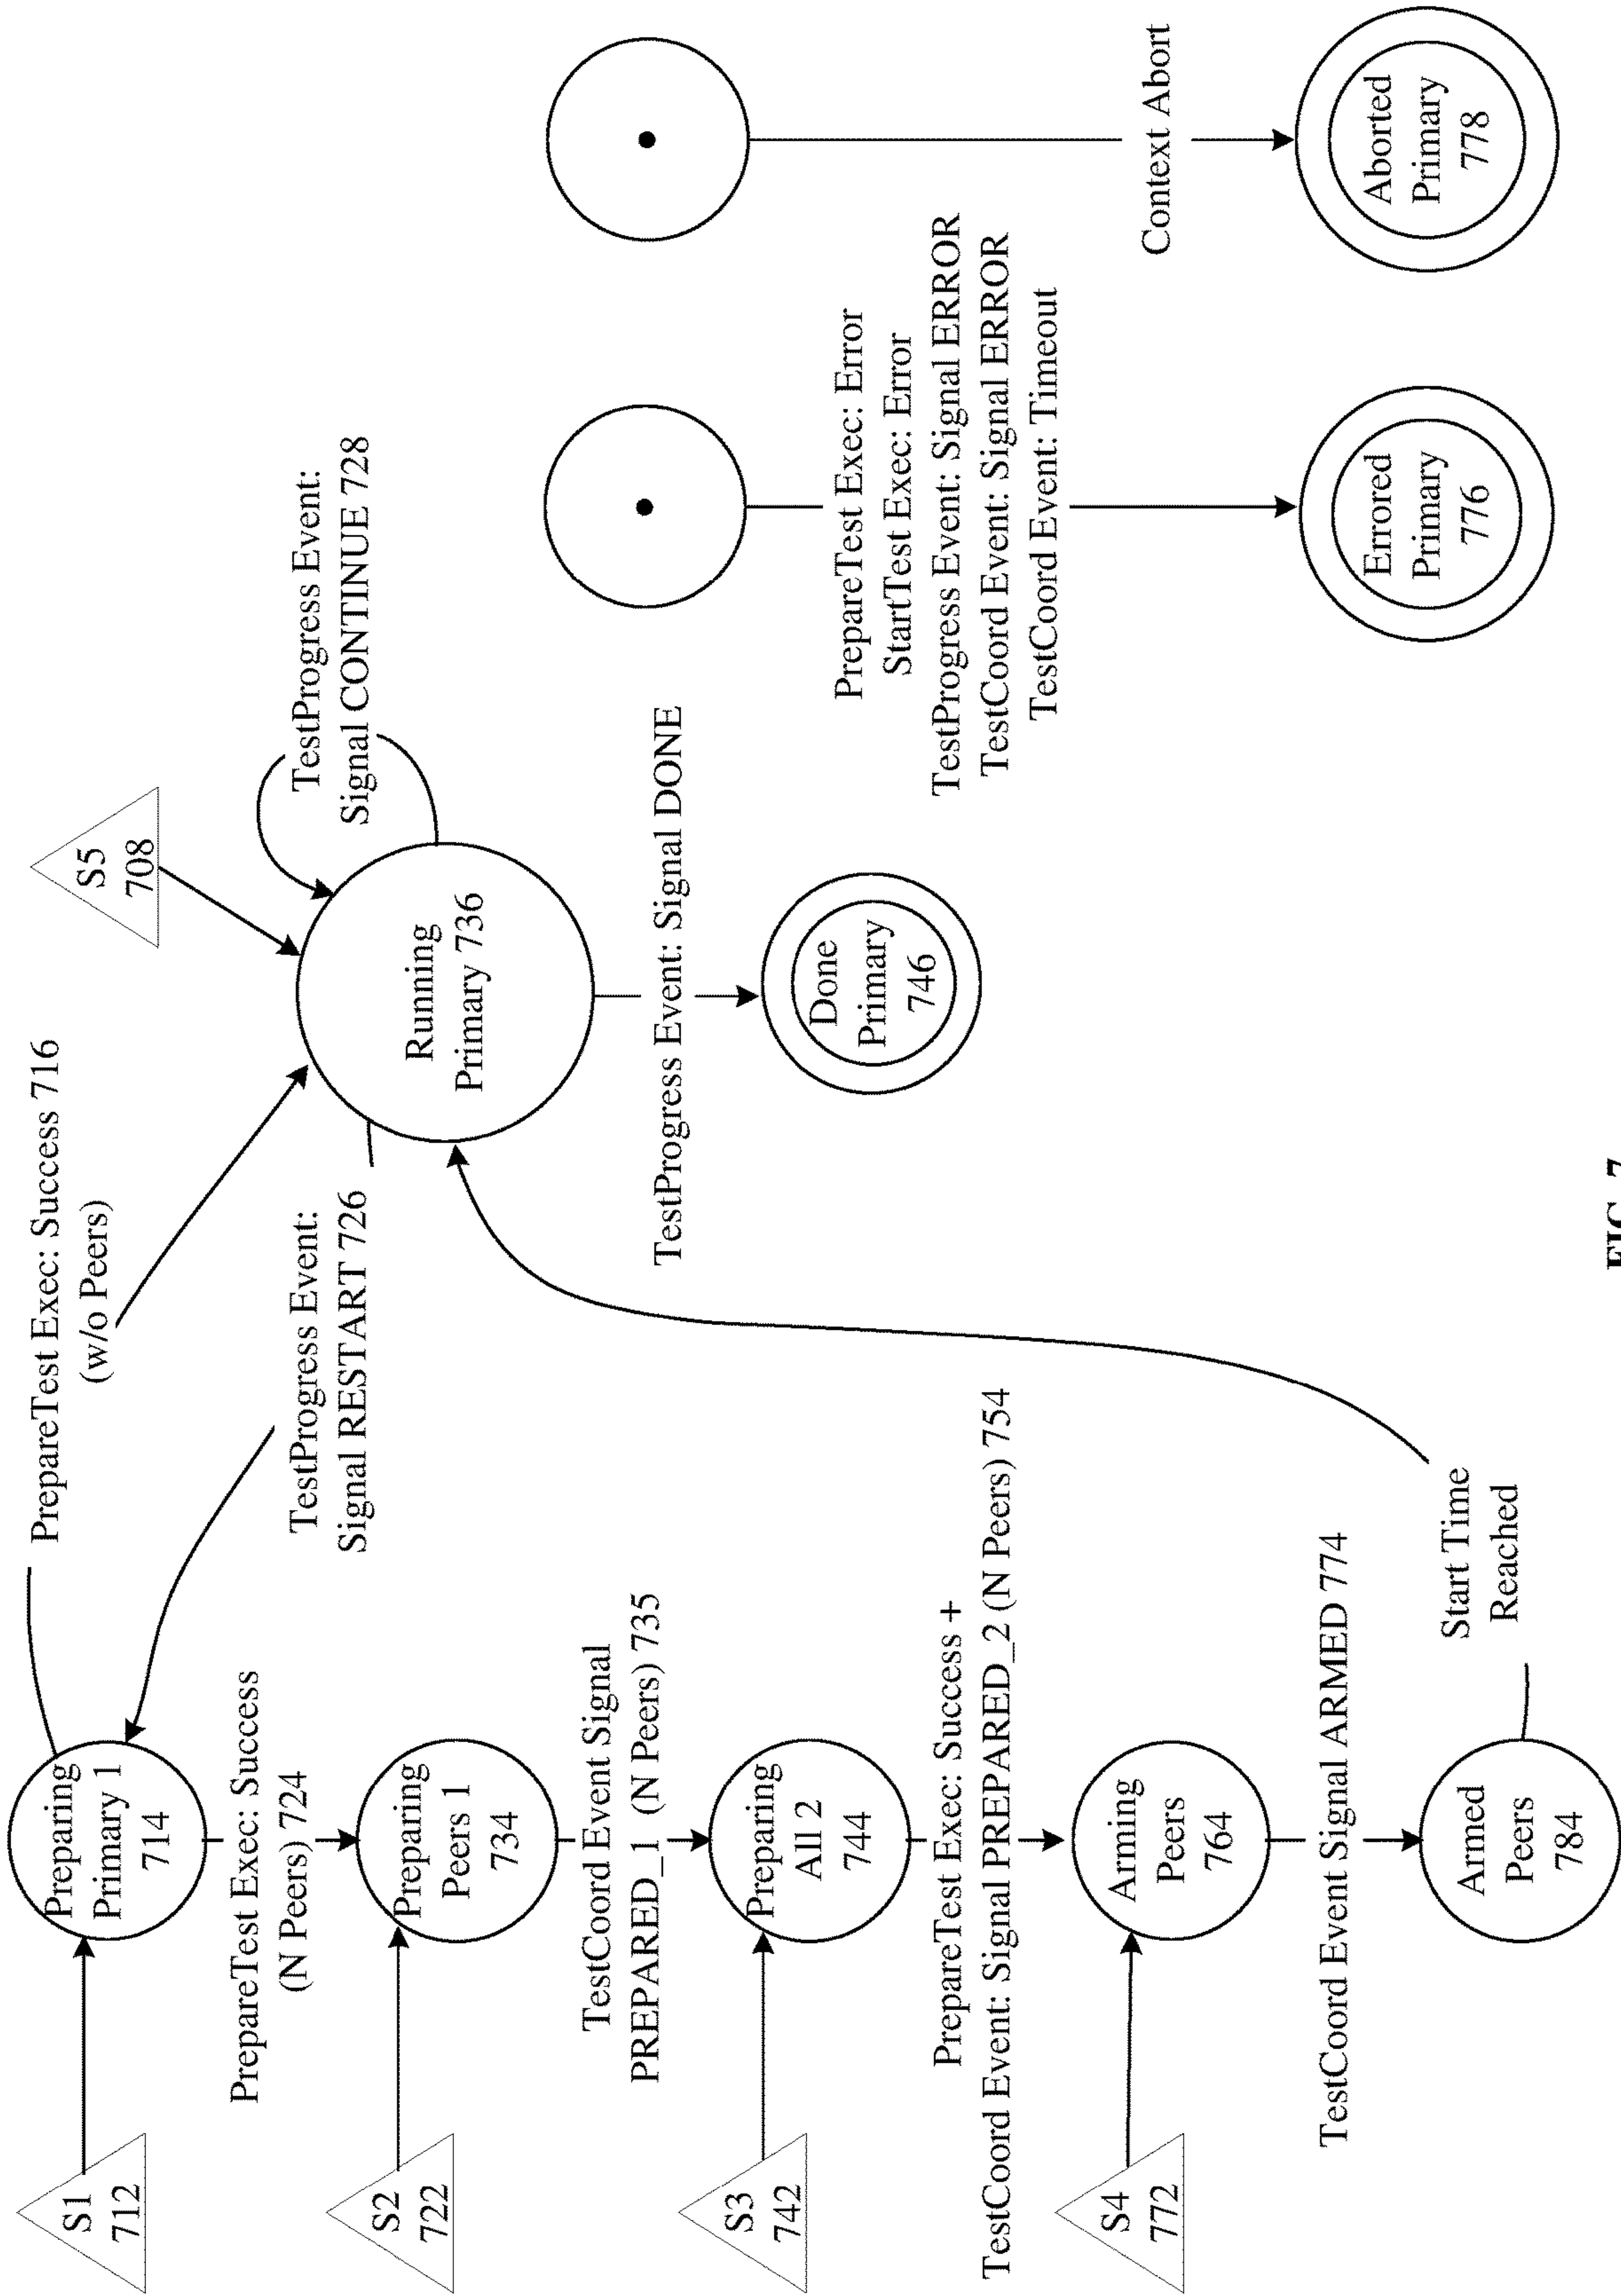 S1
712
Preparing
Primary 1
714
PrepareTest Exec: Success 716
(w/o Peers)
S5
708
PrepareTest Exec: Success
(N Peers) 724
TestProgress Event:
Signal RESTART 726
Running
Primary 736
TestProgress Event:
Signal CONTINUE 728
S2
722
Preparing
Peers 1
734
TestCoord Event Signal
PREPARED_1 (N Peers) 735
TestProgress Event: Signal DONE
S3
742
Preparing
All 2
744
Done
Primary
746
PrepareTest Exec: Success +
TestCoord Event: Signal PREPARED_2 (N Peers) 754
PrepareTest Exec: Error
StartTest Exec: Error
TestProgress Event: Signal ERROR
TestCoord Event: Signal ERROR
TestCoord Event: Timeout
S4
772
Arming
Peers
764
Context Abort
TestCoord Event Signal ARMED 774
Armed
Peers
784
Start Time
Reached
Errored
Primary
776
Aborted
Primary
778
FIG. 7